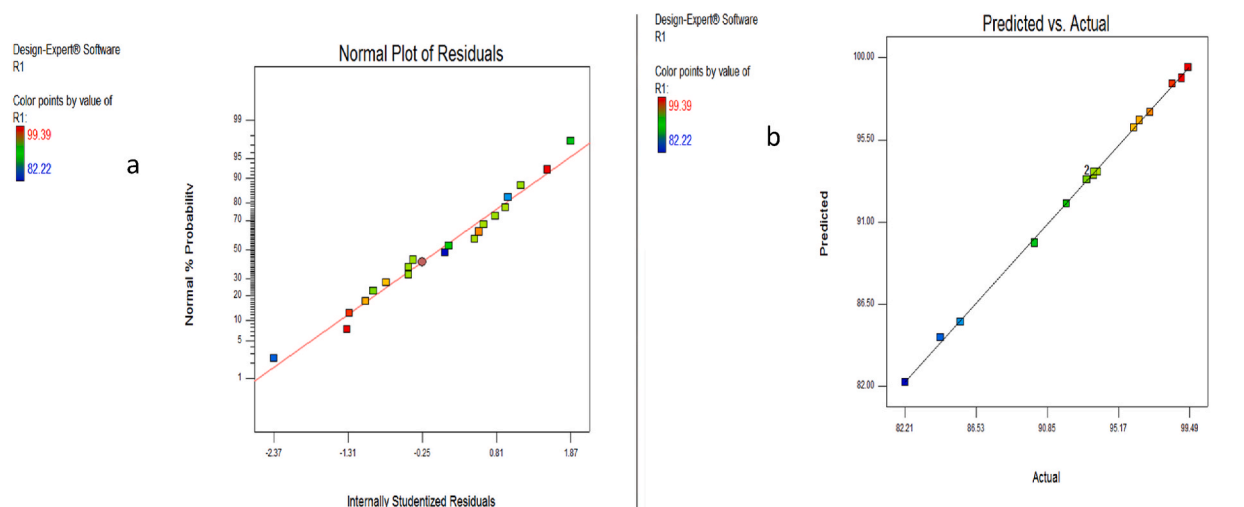 Design-Expert® Software
R1
Color points by value of
R1:
99.39
82.22
a
Normal Plot of Residuals
Normal % Probability
99
95
90
80
70
50
30
20
10
5
1
-2.37
-1.31
-0.25
0.81
1.87
Internally Studentized Residuals
Design-Expert® Software
R1
Color points by value of
R1:
99.39
82.22
b
Predicted vs. Actual
Predicted
100.00
95.50
91.00
86.50
82.00
2
82.21
86.53
90.85
95.17
99.49
Actual